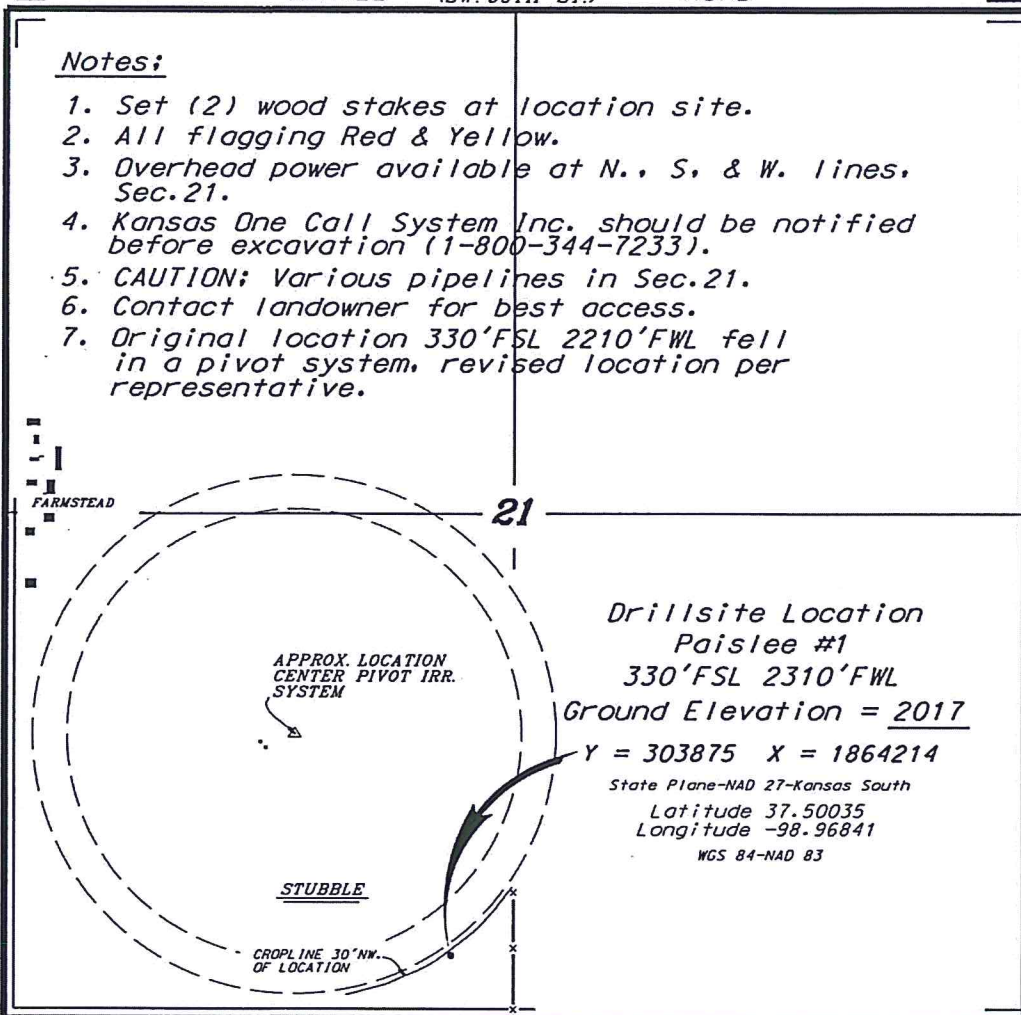 Notes:
1. Set (2) wood stakes at location site.
2. All flagging Red & Yellow.
3. Overhead power available at N., S. & W. lines,
Sec.21.
4. Kansas One Call System Inc. should be notified
before excavation (1-800-344-7233).
5. CAUTION: Various pipelines in Sec.21.
6. Contact landowner for best access.
7. Original location 330'FSL 2210'FWL fell
in a pivot system, revised location per
representative.
FARMSTEAD
21
APPROX. LOCATION
CENTER PIVOT IRR.
SYSTEM
Drillsite Location
Paislee #1
330'FSL 2310'FWL
Ground Elevation = 2017
Y = 303875 X = 1864214
State Plane-NAD 27-Kansas South
Latitude 37.50035
Longitude -98.96841
WGS 84-NAD 83
STUBBLE
CROPLINE 30'NW.
OF LOCATION